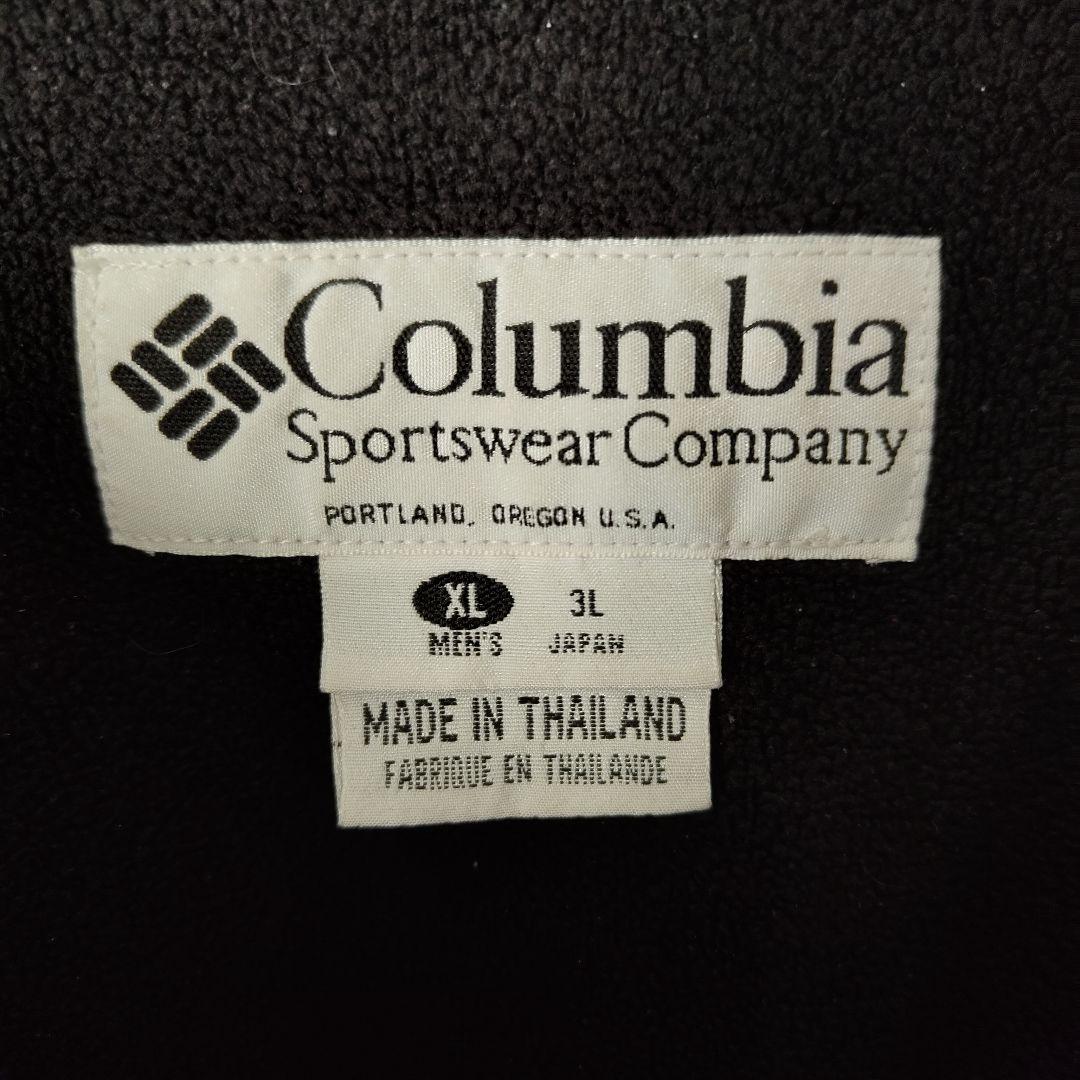 Columbia
Sportswear Company
PORTLAND, OREGON U.S.A.
XL 3L
MEN'S JAPAN
MADE IN THAILAND
FABRIQUE EN THAILANDE